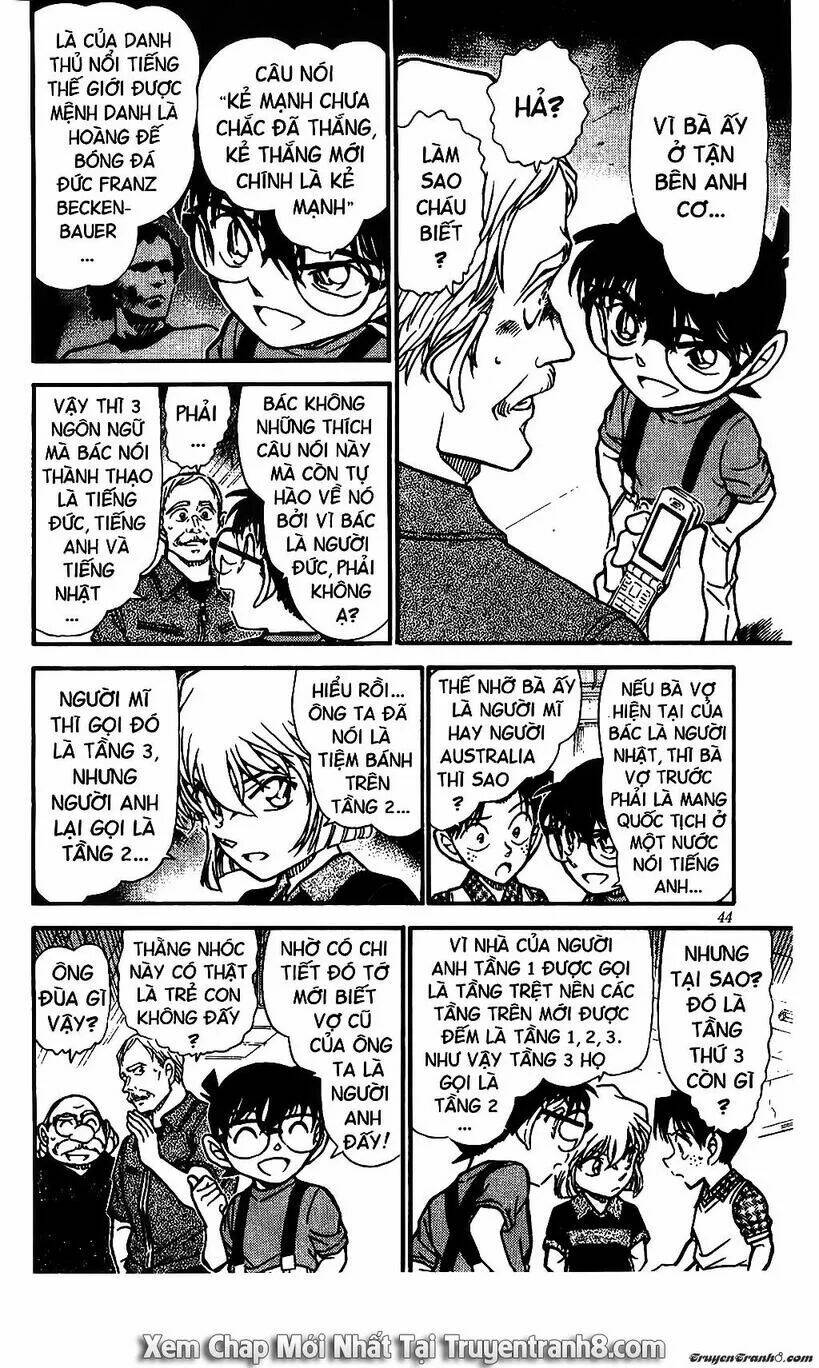 VÌ BÀ ẤY
Ở TẬN
BÊN ANH
CƠ...
HẢ?
LÀM
SAO
CHÁU
BIẾT
?
CÂU NÓI
"KẺ MẠNH CHƯA
CHẮC ĐÃ THẮNG,
KẺ THẮNG MỚI
CHÍNH LÀ KẺ
MẠNH"
LÀ CỦA DANH
THỦ NỔI TIẾNG
THẾ GIỚI ĐƯỢC
MỆNH DANH LÀ
HOÀNG ĐẾ
BÓNG ĐÁ
ĐỨC FRANZ
BECKEN-
BAUER
...
BÁC KHÔNG
NHỮNG THÍCH
CÂU NÓI NÀY
MÀ CÒN TỰ
HÀO VỀ NÓ
BỞI VÌ BÁC
LÀ NGƯỜI
ĐỨC, PHẢI
KHÔNG
Ạ?
PHẢI
...
VẬY THÌ 3
NGÔN NGỮ
MÀ BÁC NÓI
THÀNH THẠO
LÀ TIẾNG
ĐỨC, TIẾNG
ANH VÀ
TIẾNG
NHẬT
...
NẾU BÀ VỢ
HIỆN TẠI CỦA
BÁC LÀ NGƯỜI
NHẬT, THÌ BÀ
VỢ TRƯỚC
PHẢI LÀ MANG
QUỐC TỊCH Ở
MỘT NƯỚC
NÓI TIẾNG
ANH...
THẾ NHỠ BÀ ẤY
LÀ NGƯỜI MĨ
HAY NGƯỜI
AUSTRALIA
THÌ SAO
?
HIỂU RỒI...
ÔNG TA ĐÃ
NÓI LÀ
TIỆM BÁNH
TRÊN
TẦNG 2...
NGƯỜI MĨ
THÌ GỌI ĐÓ
LÀ TẦNG 3,
NHƯNG
NGƯỜI ANH
LẠI GỌI LÀ
TẦNG 2...
44
NHƯNG
TẠI SAO?
ĐÓ LÀ
TẦNG
THỨ 3
CÒN GÌ
?
VÌ NHÀ CỦA NGƯỜI
ANH TẦNG 1 ĐƯỢC GỌI
LÀ TẦNG TRỆT NÊN CÁC
TẦNG TRÊN MỚI ĐƯỢC
ĐẾM LÀ TẦNG 1, 2, 3.
NHƯ VẬY TẦNG 3 HỌ
GỌI LÀ
TẦNG 2
...
NHỜ CÓ CHI
TIẾT ĐÓ TỚ
MỚI BIẾT
VỢ CŨ
CỦA ÔNG
TA LÀ
NGƯỜI
ANH
ĐẤY!
THẰNG NHÓC
NÀY CÓ THẬT
LÀ TRẺ CON
KHÔNG ĐẤY
?
ÔNG
ĐÙA GÌ
VẬY?
Xem Chap Mới Nhất Tại Truyentranh8.com
TruyenTranh8.com